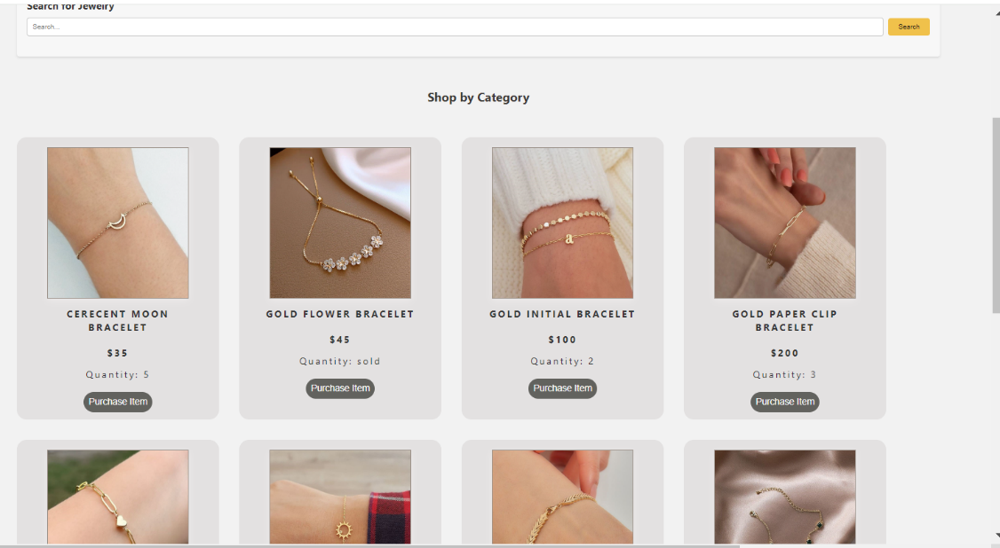 Search for Jewelry
Search...
Search
Shop by Category
CERECENT MOON
BRACELET
$35
Quantity: 5
Purchase Item
GOLD FLOWER BRACELET
$45
Quantity: sold
Purchase Item
GOLD INITIAL BRACELET
$100
Quantity: 2
Purchase Item
GOLD PAPER CLIP
BRACELET
$200
Quantity: 3
Purchase Item
a